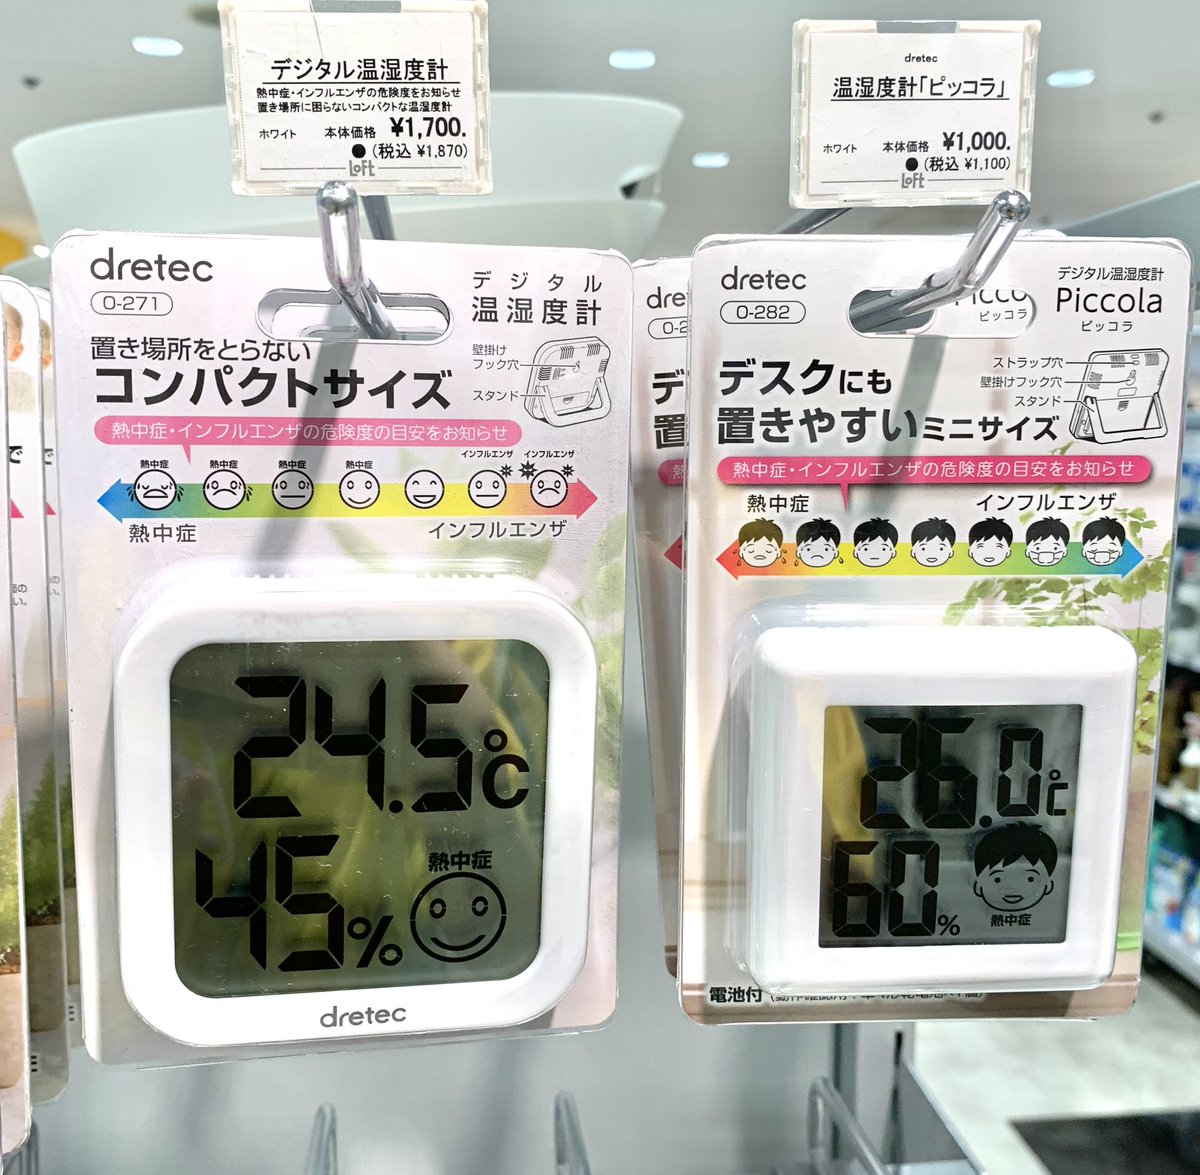 デジタル温湿度計
熱中症・インフルエンザの危険度をお知らせ
置き場所に困らないコンパクトな温湿度計
ホワイト 本体価格 ¥1,700.
●(税込 ¥1,870)
Loft
dretec
温湿度計「ピッコラ」
ホワイト 本体価格 ¥1,000.
●(税込 ¥1,100)
Loft
dretec
O-271
デジタル
温湿度計
置き場所をとらない
コンパクトサイズ
壁掛け
フック穴
スタンド
熱中症・インフルエンザの危険度の目安をお知らせ
熱中症 熱中症 熱中症 熱中症 インフルエンザ インフルエンザ
熱中症 インフルエンザ
24.5℃
45%
熱中症
dretec
dre
O-2
デ
置
熱
dretec
O-282
Picco
ピッコラ
デジタル温湿度計
Piccola
ピッコラ
デスクにも
置きやすいミニサイズ
ストラップ穴
壁掛けフック穴
スタンド
熱中症・インフルエンザの危険度の目安をお知らせ
熱中症 インフルエンザ
26.0℃
60%
熱中症
電池付